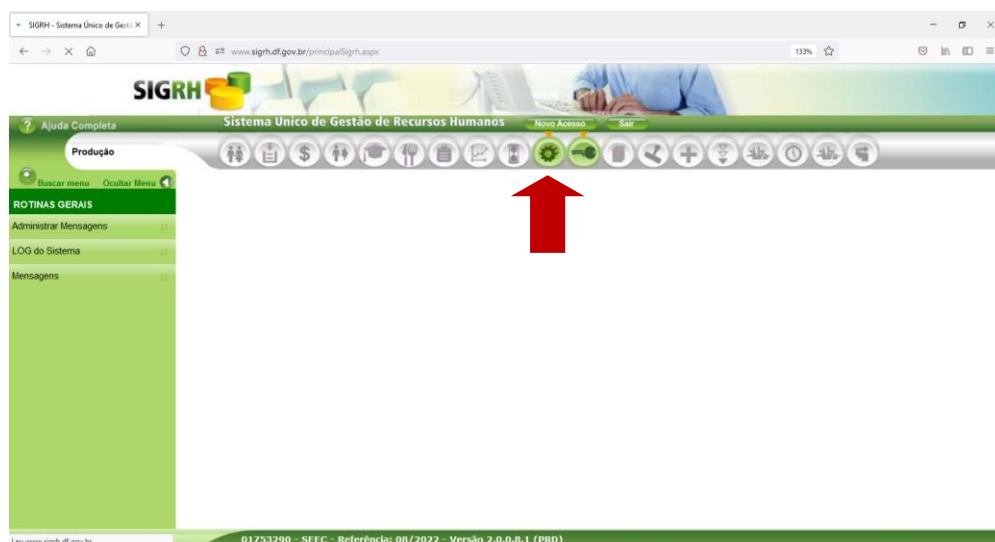 SIGRH - Sistema Único de Gestã
www.sigrh.df.gov.br/principalSigrh.aspx
133%
SIGRH
Ajuda Completa
Sistema Único de Gestão de Recursos Humanos
Novo Acesso
Sair
Produção
Buscar menu
Ocultar Menu
ROTINAS GERAIS
Administrar Mensagens
LOG do Sistema
Mensagens
01753290 - SEEC - Referência: 08/2022 - Versão 2.0.0.8.1 (PRD)